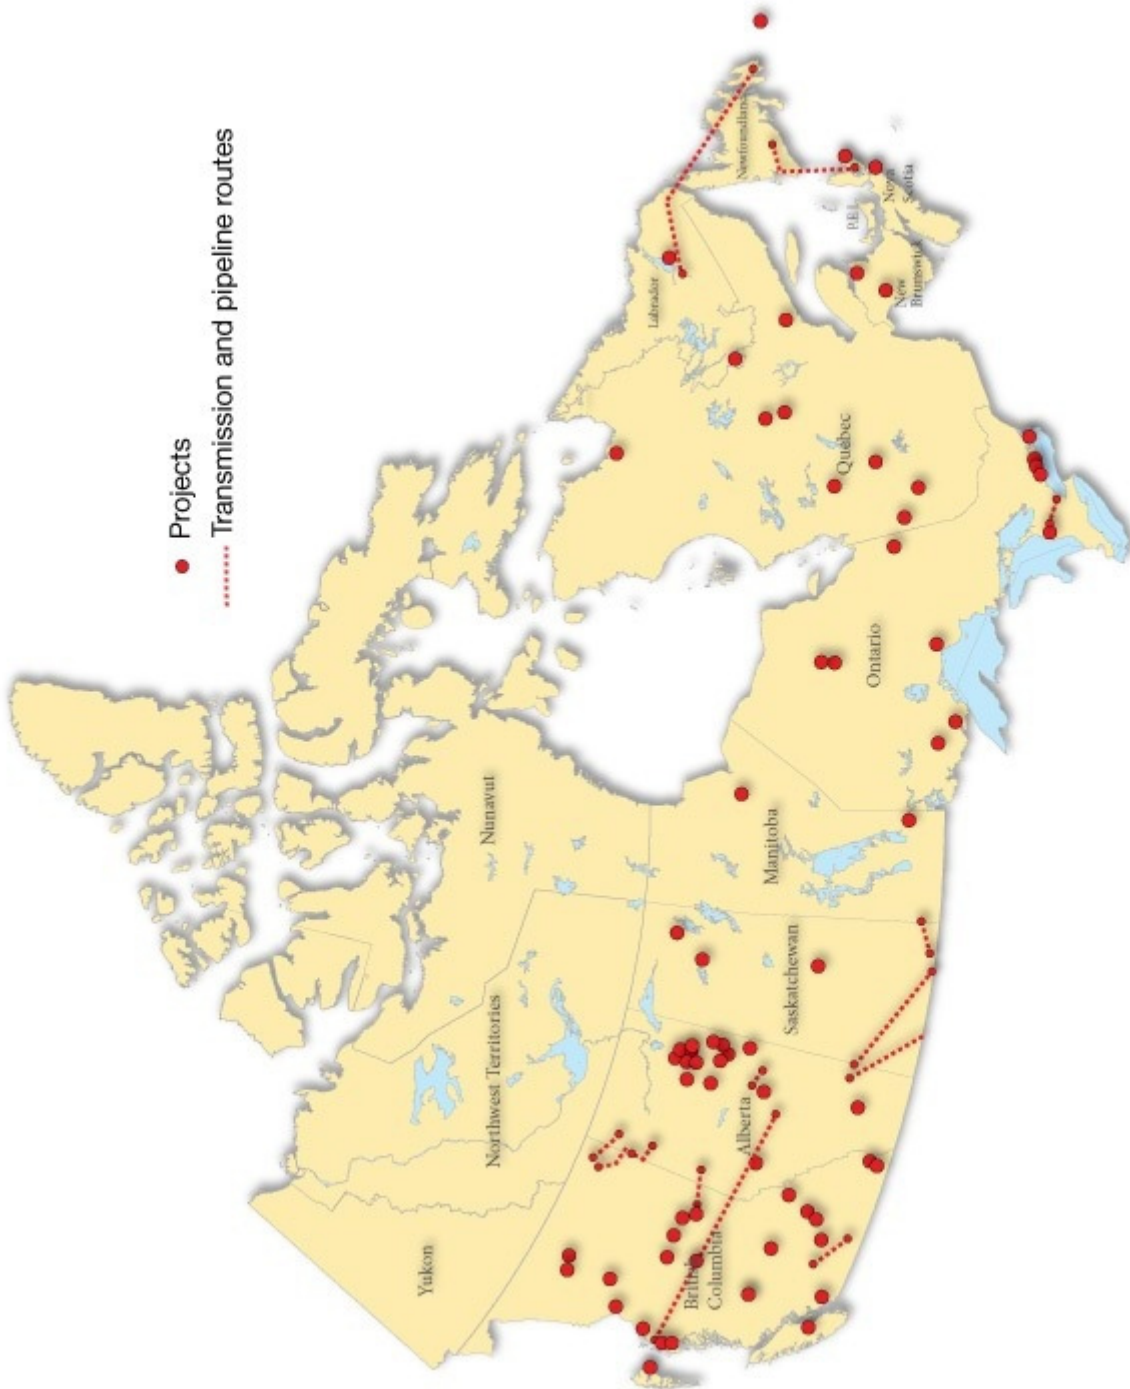 Projects
Transmission and pipeline routes
Yukon
Northwest Territories
Nunavut
British
Columbia
Alberta
Saskatchewan
Manitoba
Ontario
Québec
Labrador
Newfoundland
P.E.I.
New
Brunswick
Nova
Scotia